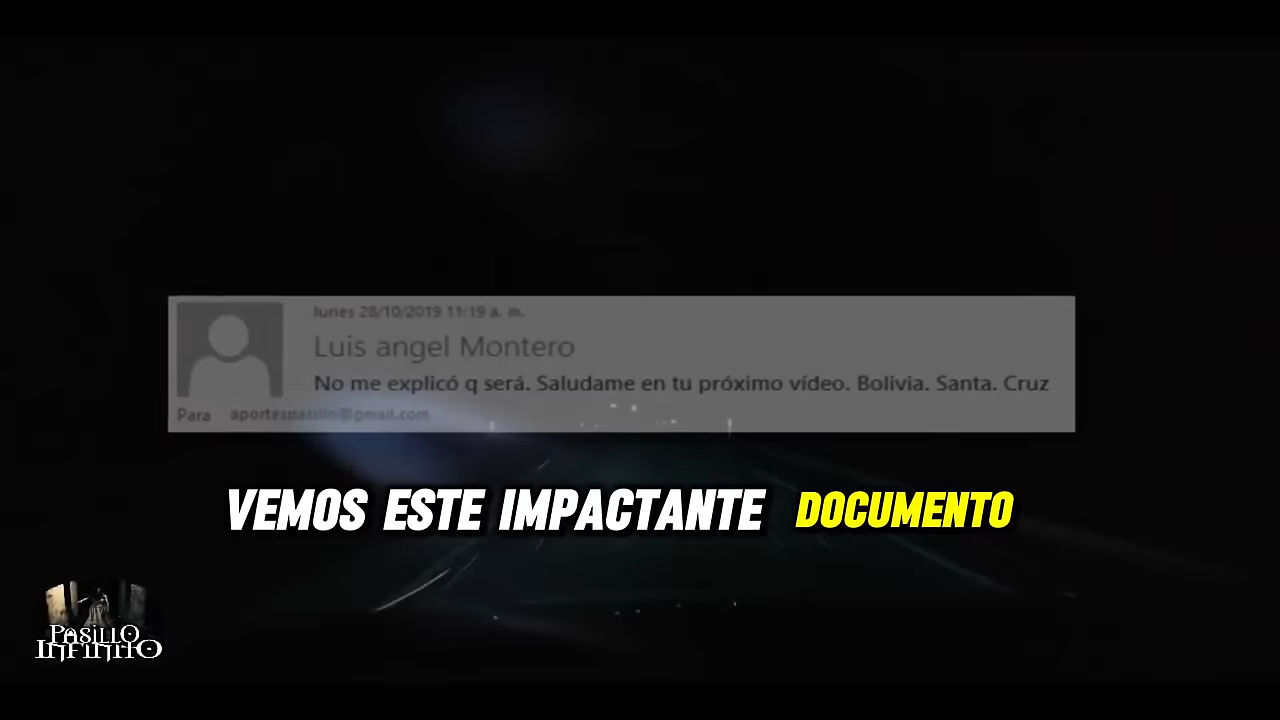 lunes 28/10/2019 11:19 a. m.
Luis angel Montero
No me explicó q será. Saludame en tu próximo vídeo. Bolivia. Santa. Cruz
Para aportespasillo@gmail.com
VEMOS ESTE IMPACTANTE DOCUMENTO
PASILLO
INFINITO